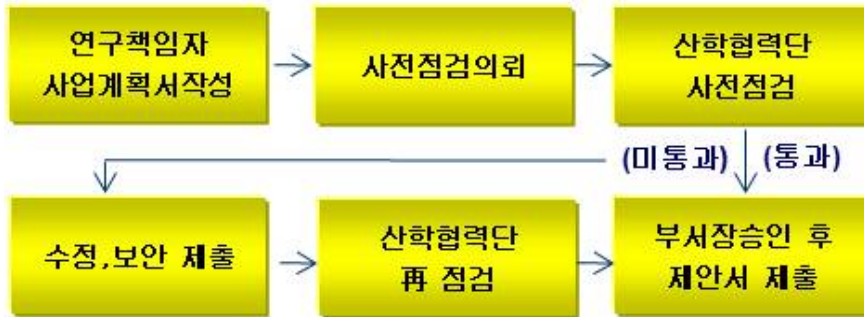 연구책임자
사업계획서작성
사전점검의뢰
산학협력단
사전점검
(미통과)
(통과)
수정,보안 제출
산학협력단
再 점검
부서장승인 후
제안서 제출